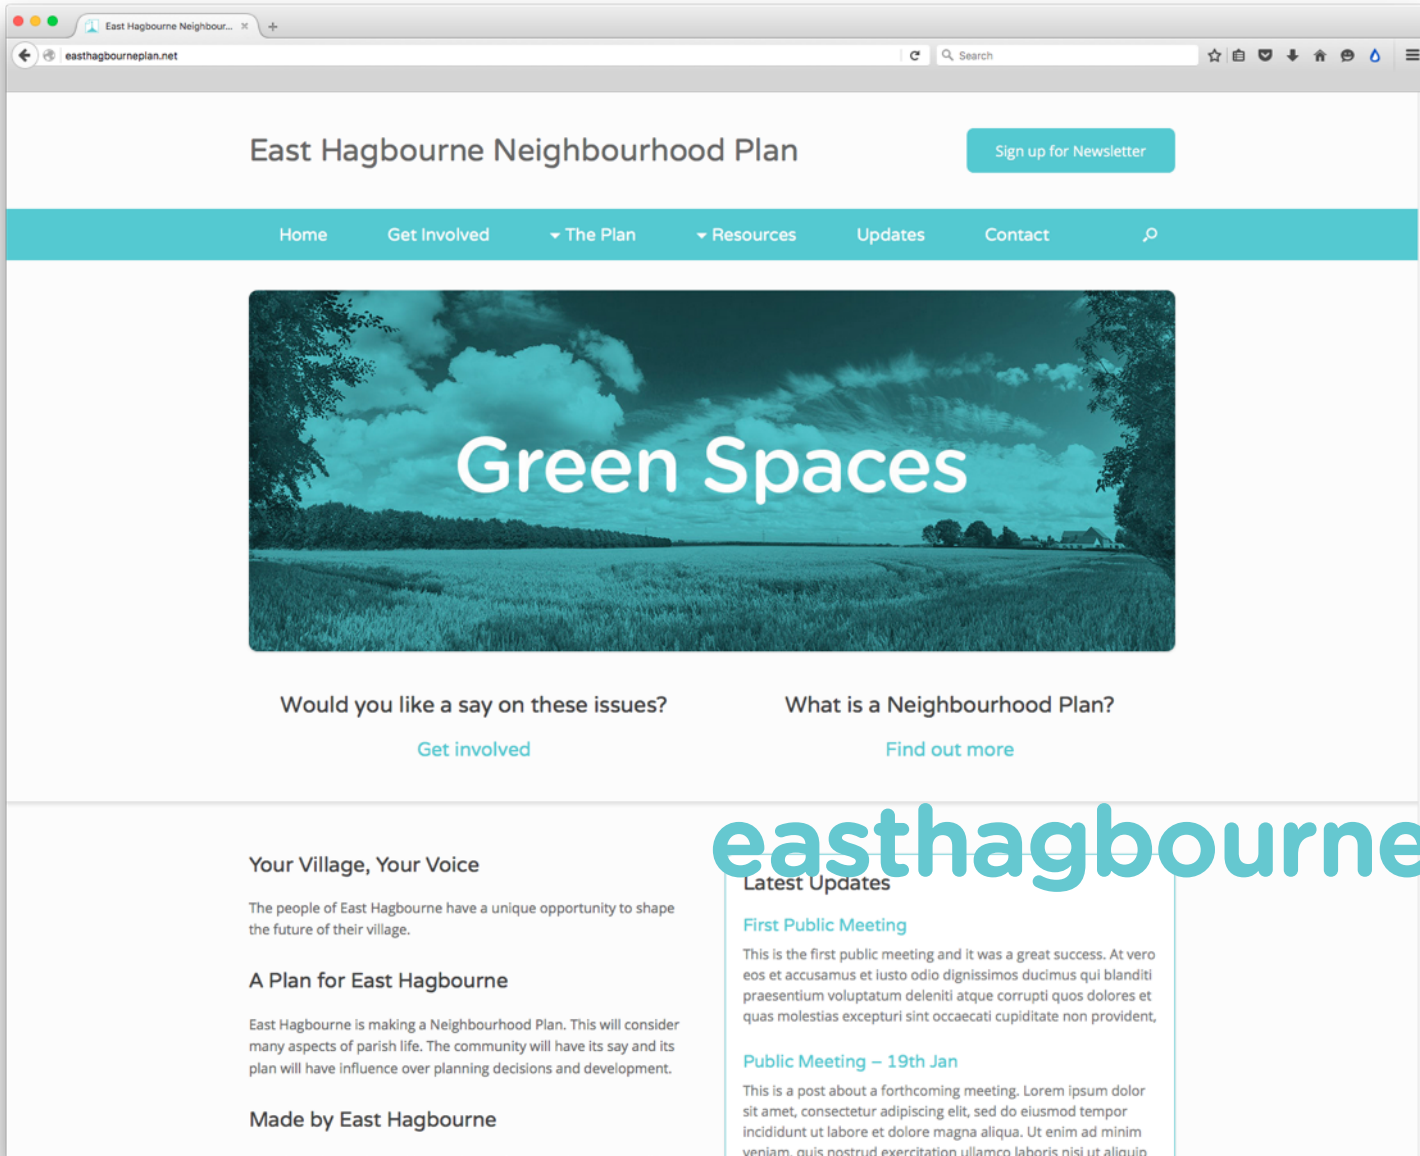 East Hagbourne Neighbour...
easthagbourneplan.net
Search
East Hagbourne Neighbourhood Plan
Sign up for Newsletter
Home Get Involved The Plan Resources Updates Contact
Green Spaces
Would you like a say on these issues?
Get involved
What is a Neighbourhood Plan?
Find out more
easthagbourne
Your Village, Your Voice
The people of East Hagbourne have a unique opportunity to shape
the future of their village.
A Plan for East Hagbourne
East Hagbourne is making a Neighbourhood Plan. This will consider
many aspects of parish life. The community will have its say and its
plan will have influence over planning decisions and development.
Made by East Hagbourne
Latest Updates
First Public Meeting
This is the first public meeting and it was a great success. At vero
eos et accusamus et iusto odio dignissimos ducimus qui blanditi
praesentium voluptatum deleniti atque corrupti quos dolores et
quas molestias excepturi sint occaecati cupiditate non provident,
Public Meeting – 19th Jan
This is a post about a forthcoming meeting. Lorem ipsum dolor
sit amet, consectetur adipiscing elit, sed do eiusmod tempor
incididunt ut labore et dolore magna aliqua. Ut enim ad minim
veniam, quis nostrud exercitation ullamco laboris nisi ut aliquip